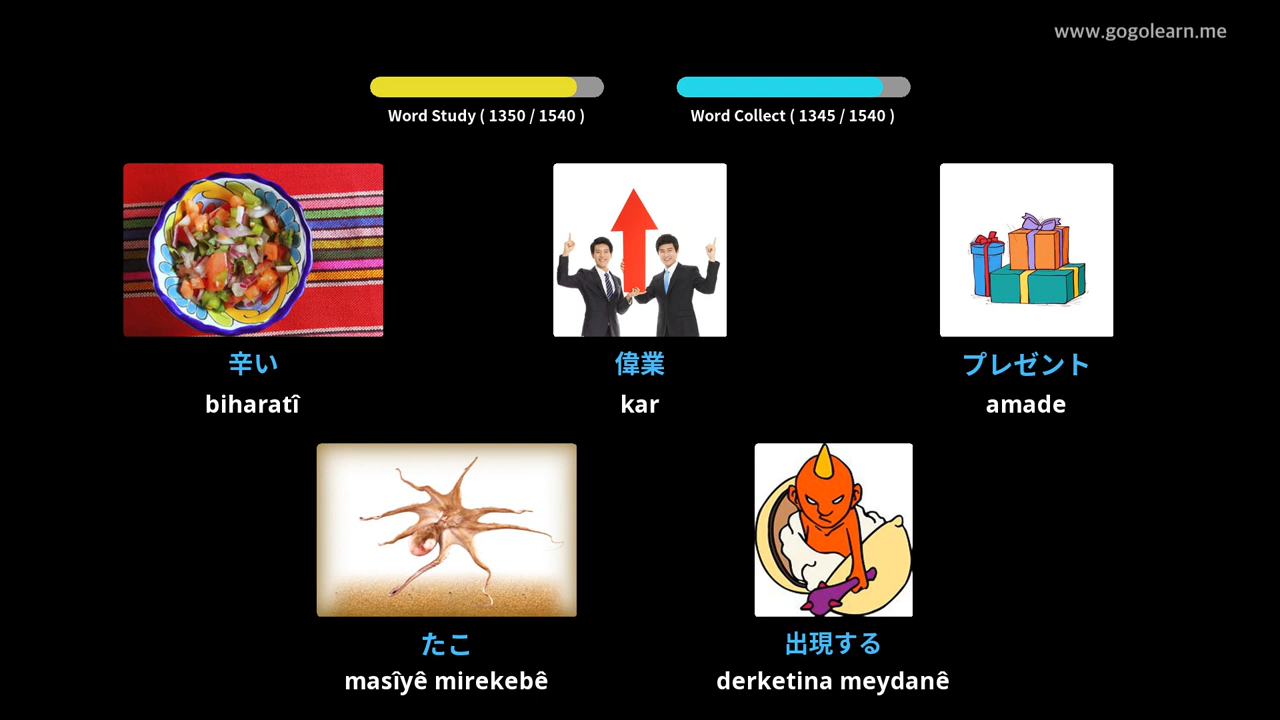 www.gogolearn.me
Word Study ( 1350 / 1540 )
Word Collect ( 1345 / 1540 )
辛い
偉業
プレゼント
biharatî
kar
amade
たこ
出現する
masîyê mirekebê
derketina meydanê